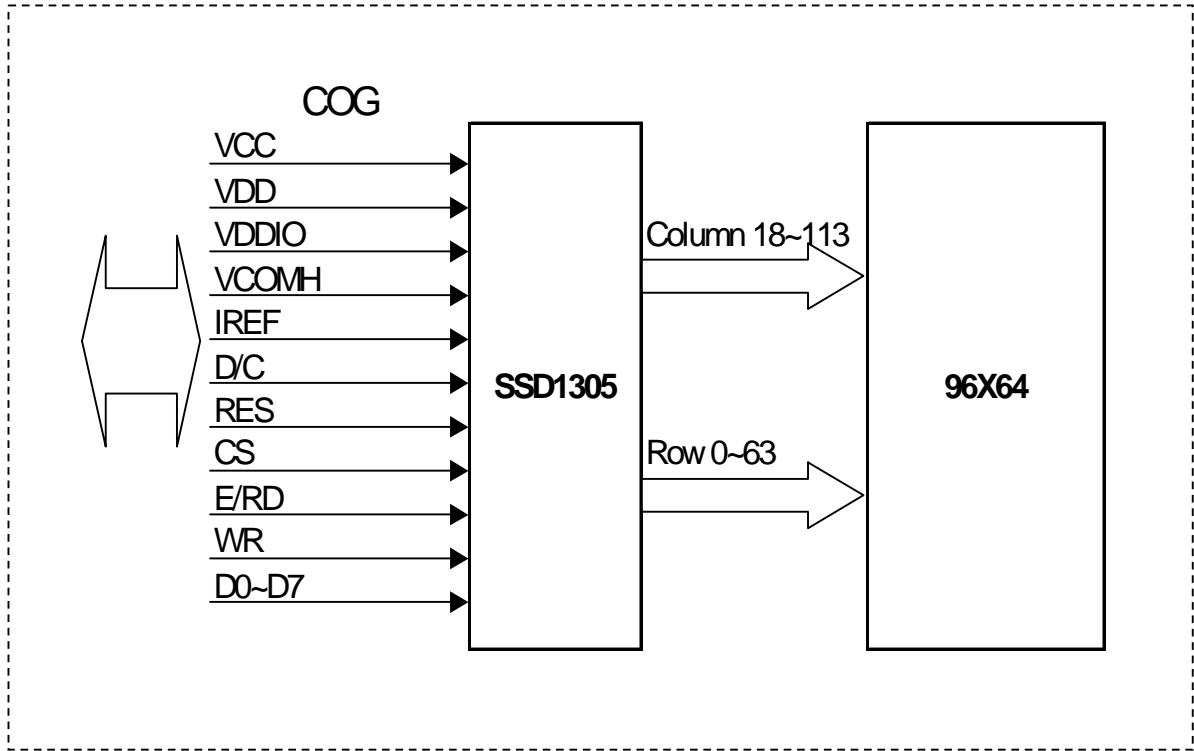 COG
VCC
VDD
VDDIO
VCOMH
IREF
D/C
RES
CS
E/RD
WR
D0~D7
SSD1305
Column 18~113
Row 0~63
96X64